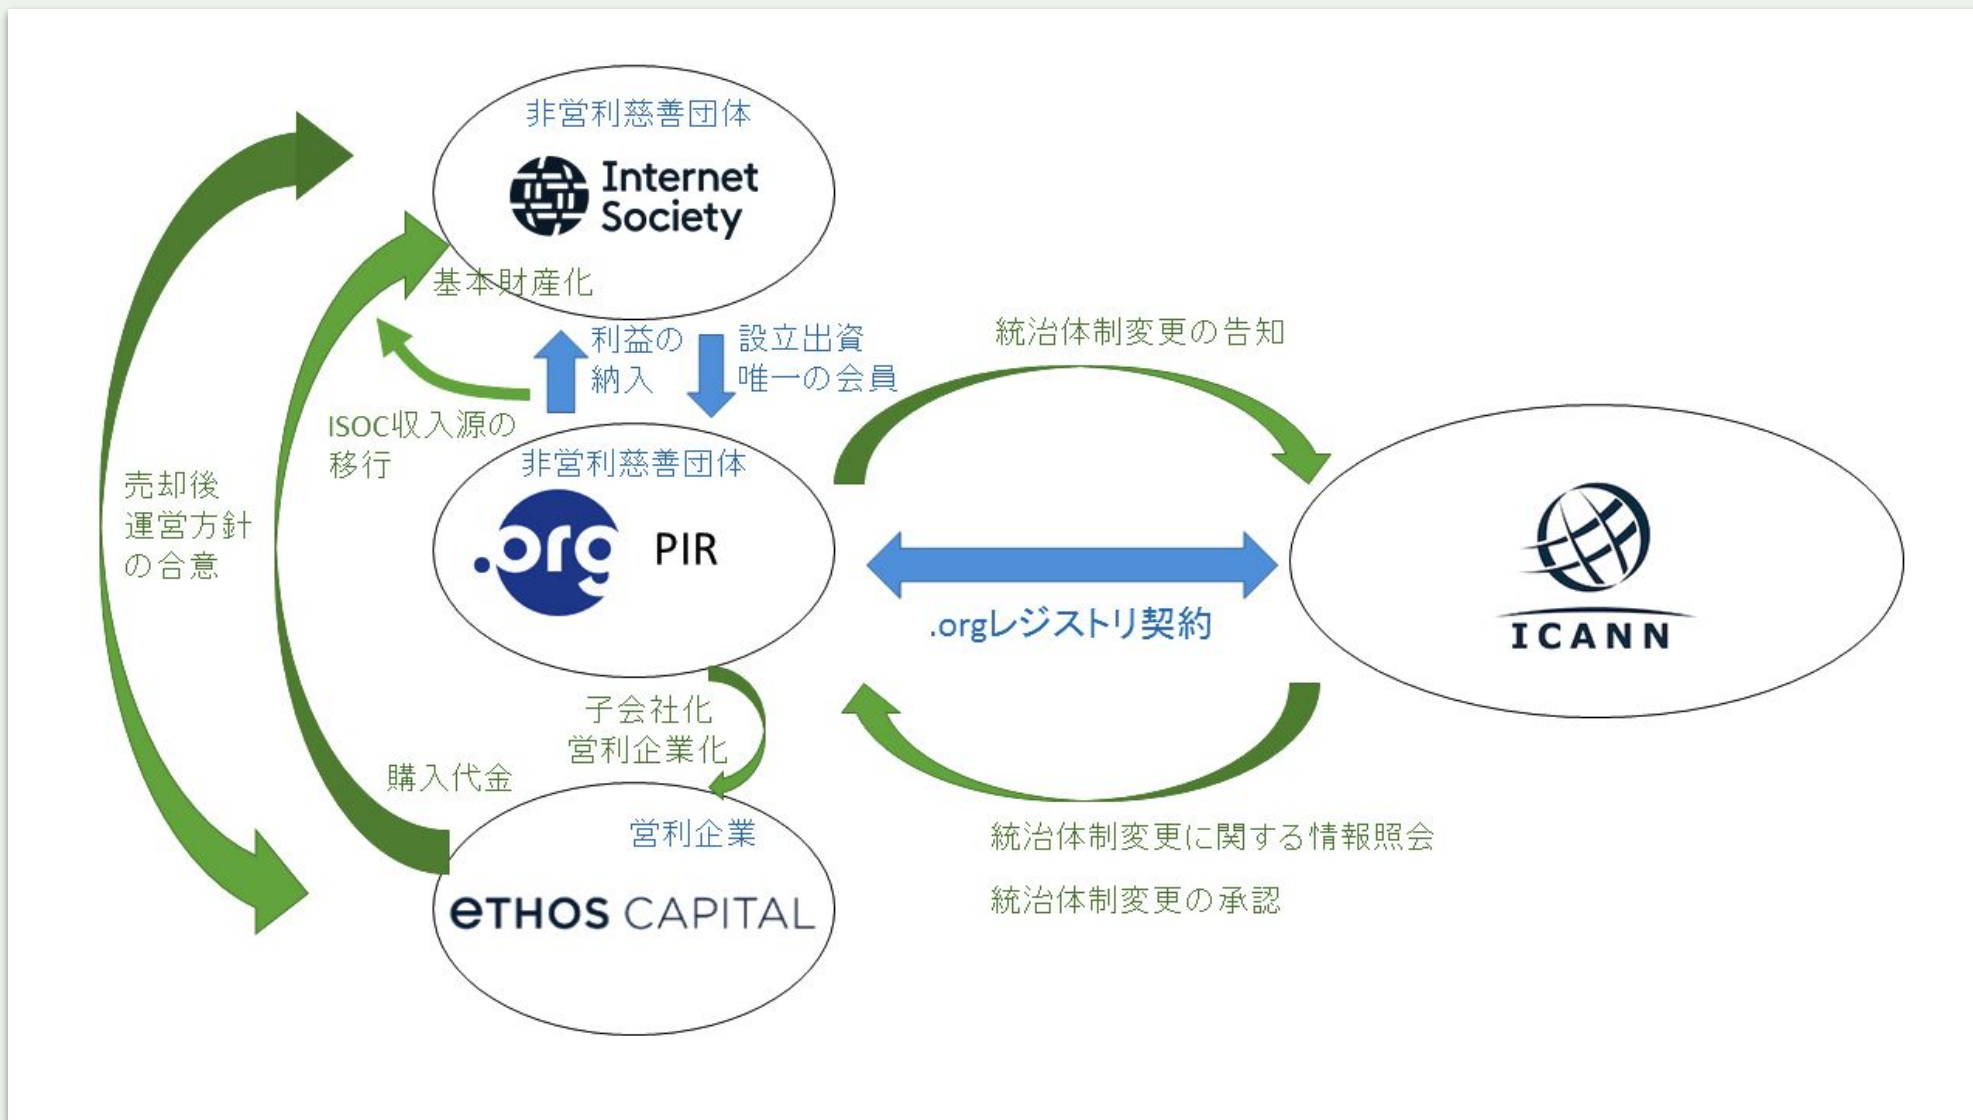 非営利慈善団体
Internet
Society
基本財産化
利益の
納入
設立出資
唯一の会員
ISOC収入源の
移行
売却後
運営方針
の合意
非営利慈善団体
.org PIR
統治体制変更の告知
.orgレジストリ契約
ICANN
子会社化
営利企業化
購入代金
営利企業
eTHOS CAPITAL
統治体制変更に関する情報照会
統治体制変更の承認